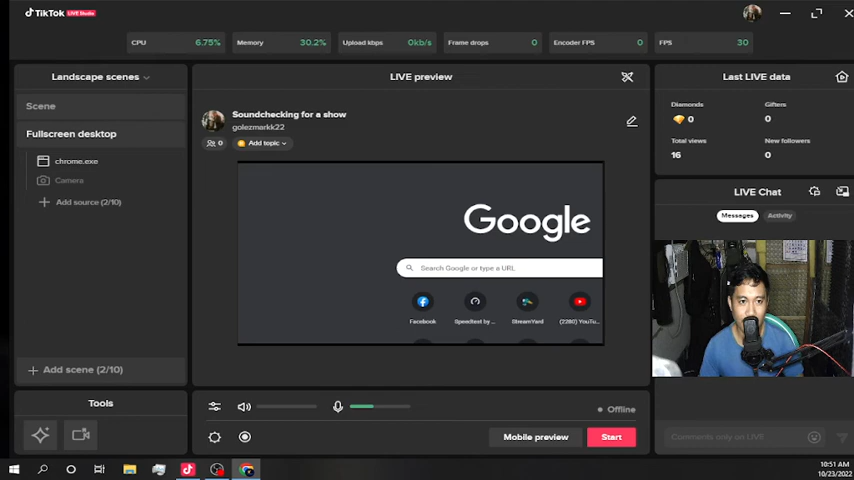 TikTok LIVE Studio
CPU 6.75%
Memory 30.2%
Upload kbps 0kb/s
Frame drops 0
Encoder FPS 0
FPS 30
Landscape scenes
Scene
Fullscreen desktop
chrome.exe
Camera
Add source (2/10)
Add scene (2/10)
Tools
LIVE preview
Soundchecking for a show
golezmarkk22
0
Add topic
Google
Search Google or type a URL
Facebook
Speedtest by ...
StreamYard
(2280) YouTu...
Offline
Mobile preview
Start
Last LIVE data
Diamonds
Gifters
0
0
Total views
New followers
16
0
LIVE Chat
Messages
Activity
Comments only on LIVE
10:51 AM
10/23/2022